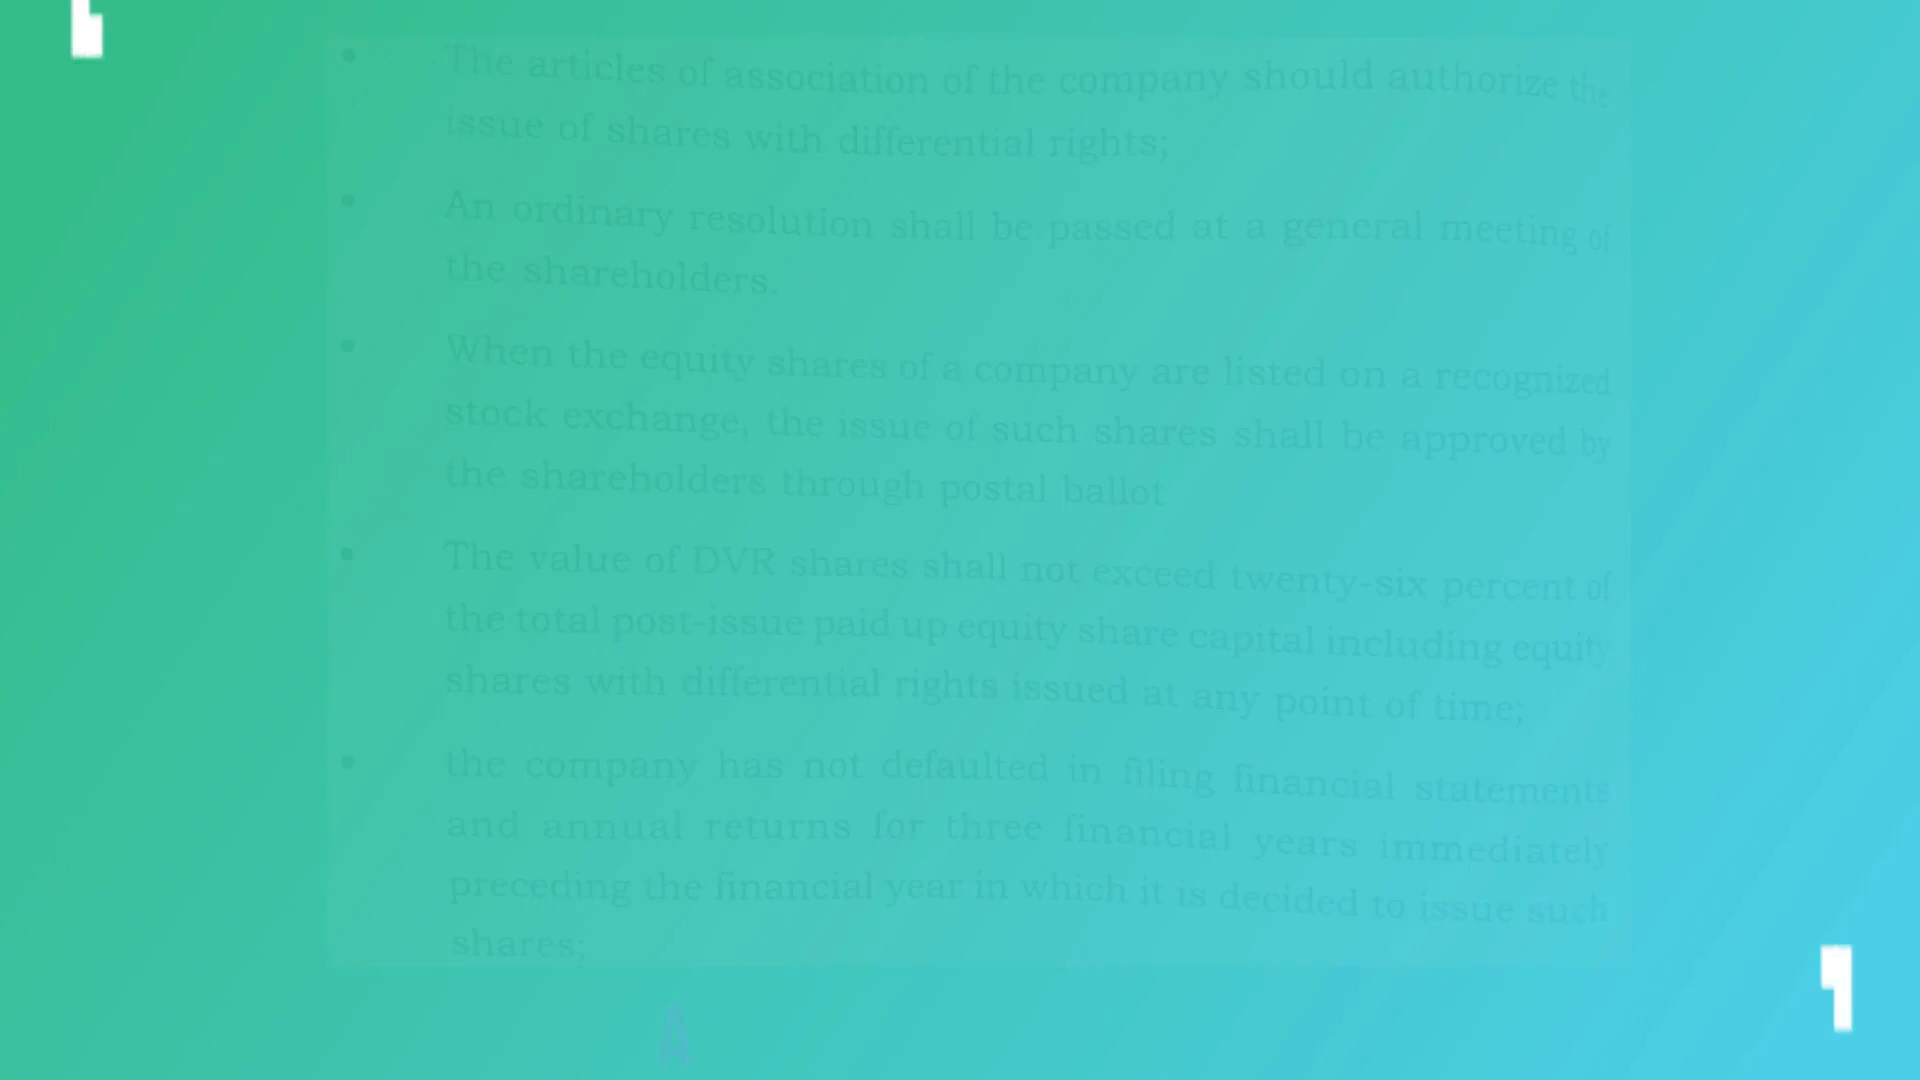 • The articles of association of the company should authorize the
issue of shares with differential rights;
• An ordinary resolution shall be passed at a general meeting of
the shareholders.
• When the equity shares of a company are listed on a recognized
stock exchange, the issue of such shares shall be approved by
the shareholders through postal ballot
• The value of DVR shares shall not exceed twenty-six percent of
the total post-issue paid up equity share capital including equity
shares with differential rights issued at any point of time;
• the company has not defaulted in filing financial statements
and annual returns for three financial years immediately
preceding the financial year in which it is decided to issue such
shares;
A